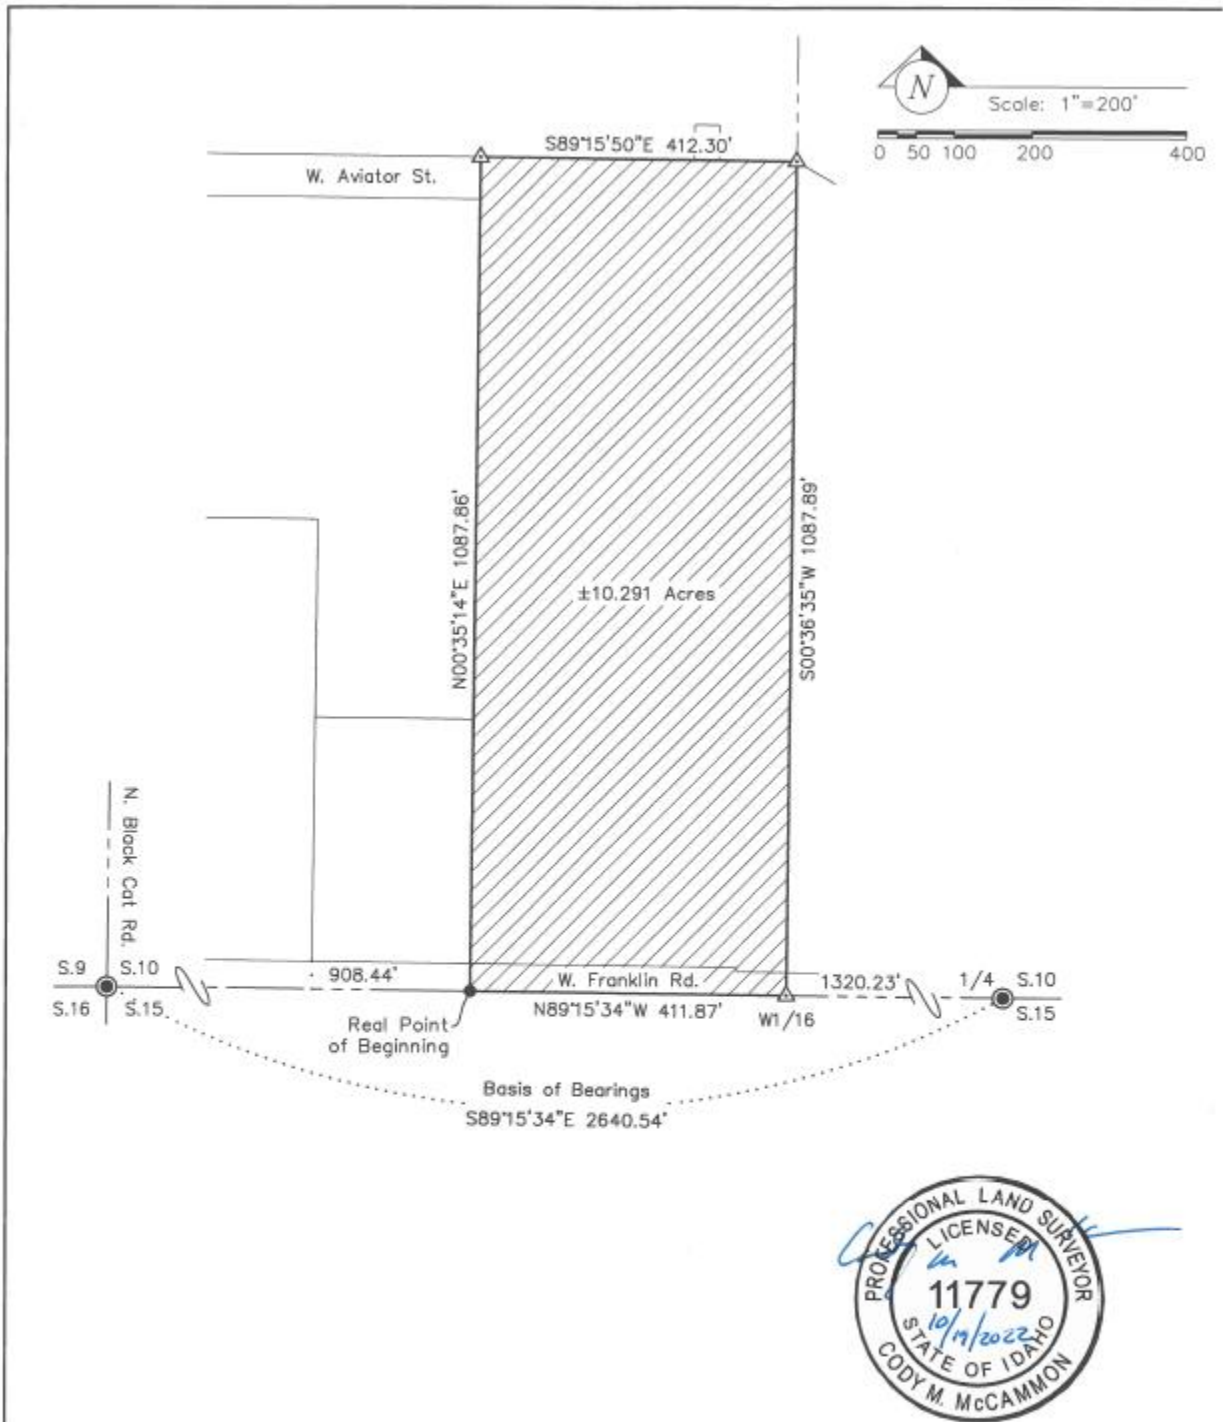 N
Scale: 1"=200'
0 50 100 200 400
S89°15'50"E 412.30'
W. Aviator St.
N00°35'14"E 1087.86'
S00°36'35"W 1087.89'
±10.291 Acres
N. Black Cat Rd.
S.9 S.10
S.16 S.15
908.44'
W. Franklin Rd.
1320.23'
1/4 S.10
S.15
N89°15'34"W 411.87'
W1/16
Real Point
of Beginning
Basis of Bearings
S89°15'34"E 2640.54'
PROFESSIONAL LAND SURVEYOR
LICENSED
11779
10/19/2022
STATE OF IDAHO
CODY M. McCAMMON